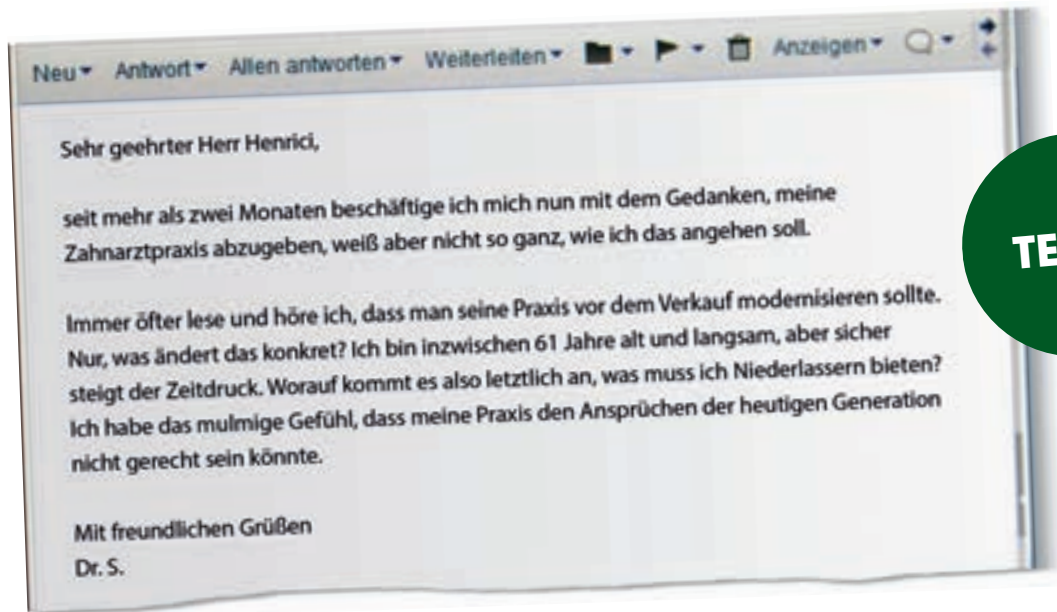 Neu Antwort Allen antworten Weiterleiten Anzeigen
Sehr geehrter Herr Henrici,
seit mehr als zwei Monaten beschäftige ich mich nun mit dem Gedanken, meine
Zahnarztpraxis abzugeben, weiß aber nicht so ganz, wie ich das angehen soll.
Immer öfter lese und höre ich, dass man seine Praxis vor dem Verkauf modernisieren sollte.
Nur, was ändert das konkret? Ich bin inzwischen 61 Jahre alt und langsam, aber sicher
steigt der Zeitdruck. Worauf kommt es also letztlich an, was muss ich Niederlassern bieten?
Ich habe das mulmige Gefühl, dass meine Praxis den Ansprüchen der heutigen Generation
nicht gerecht sein könnte.
Mit freundlichen Grüßen
Dr. S.
TE